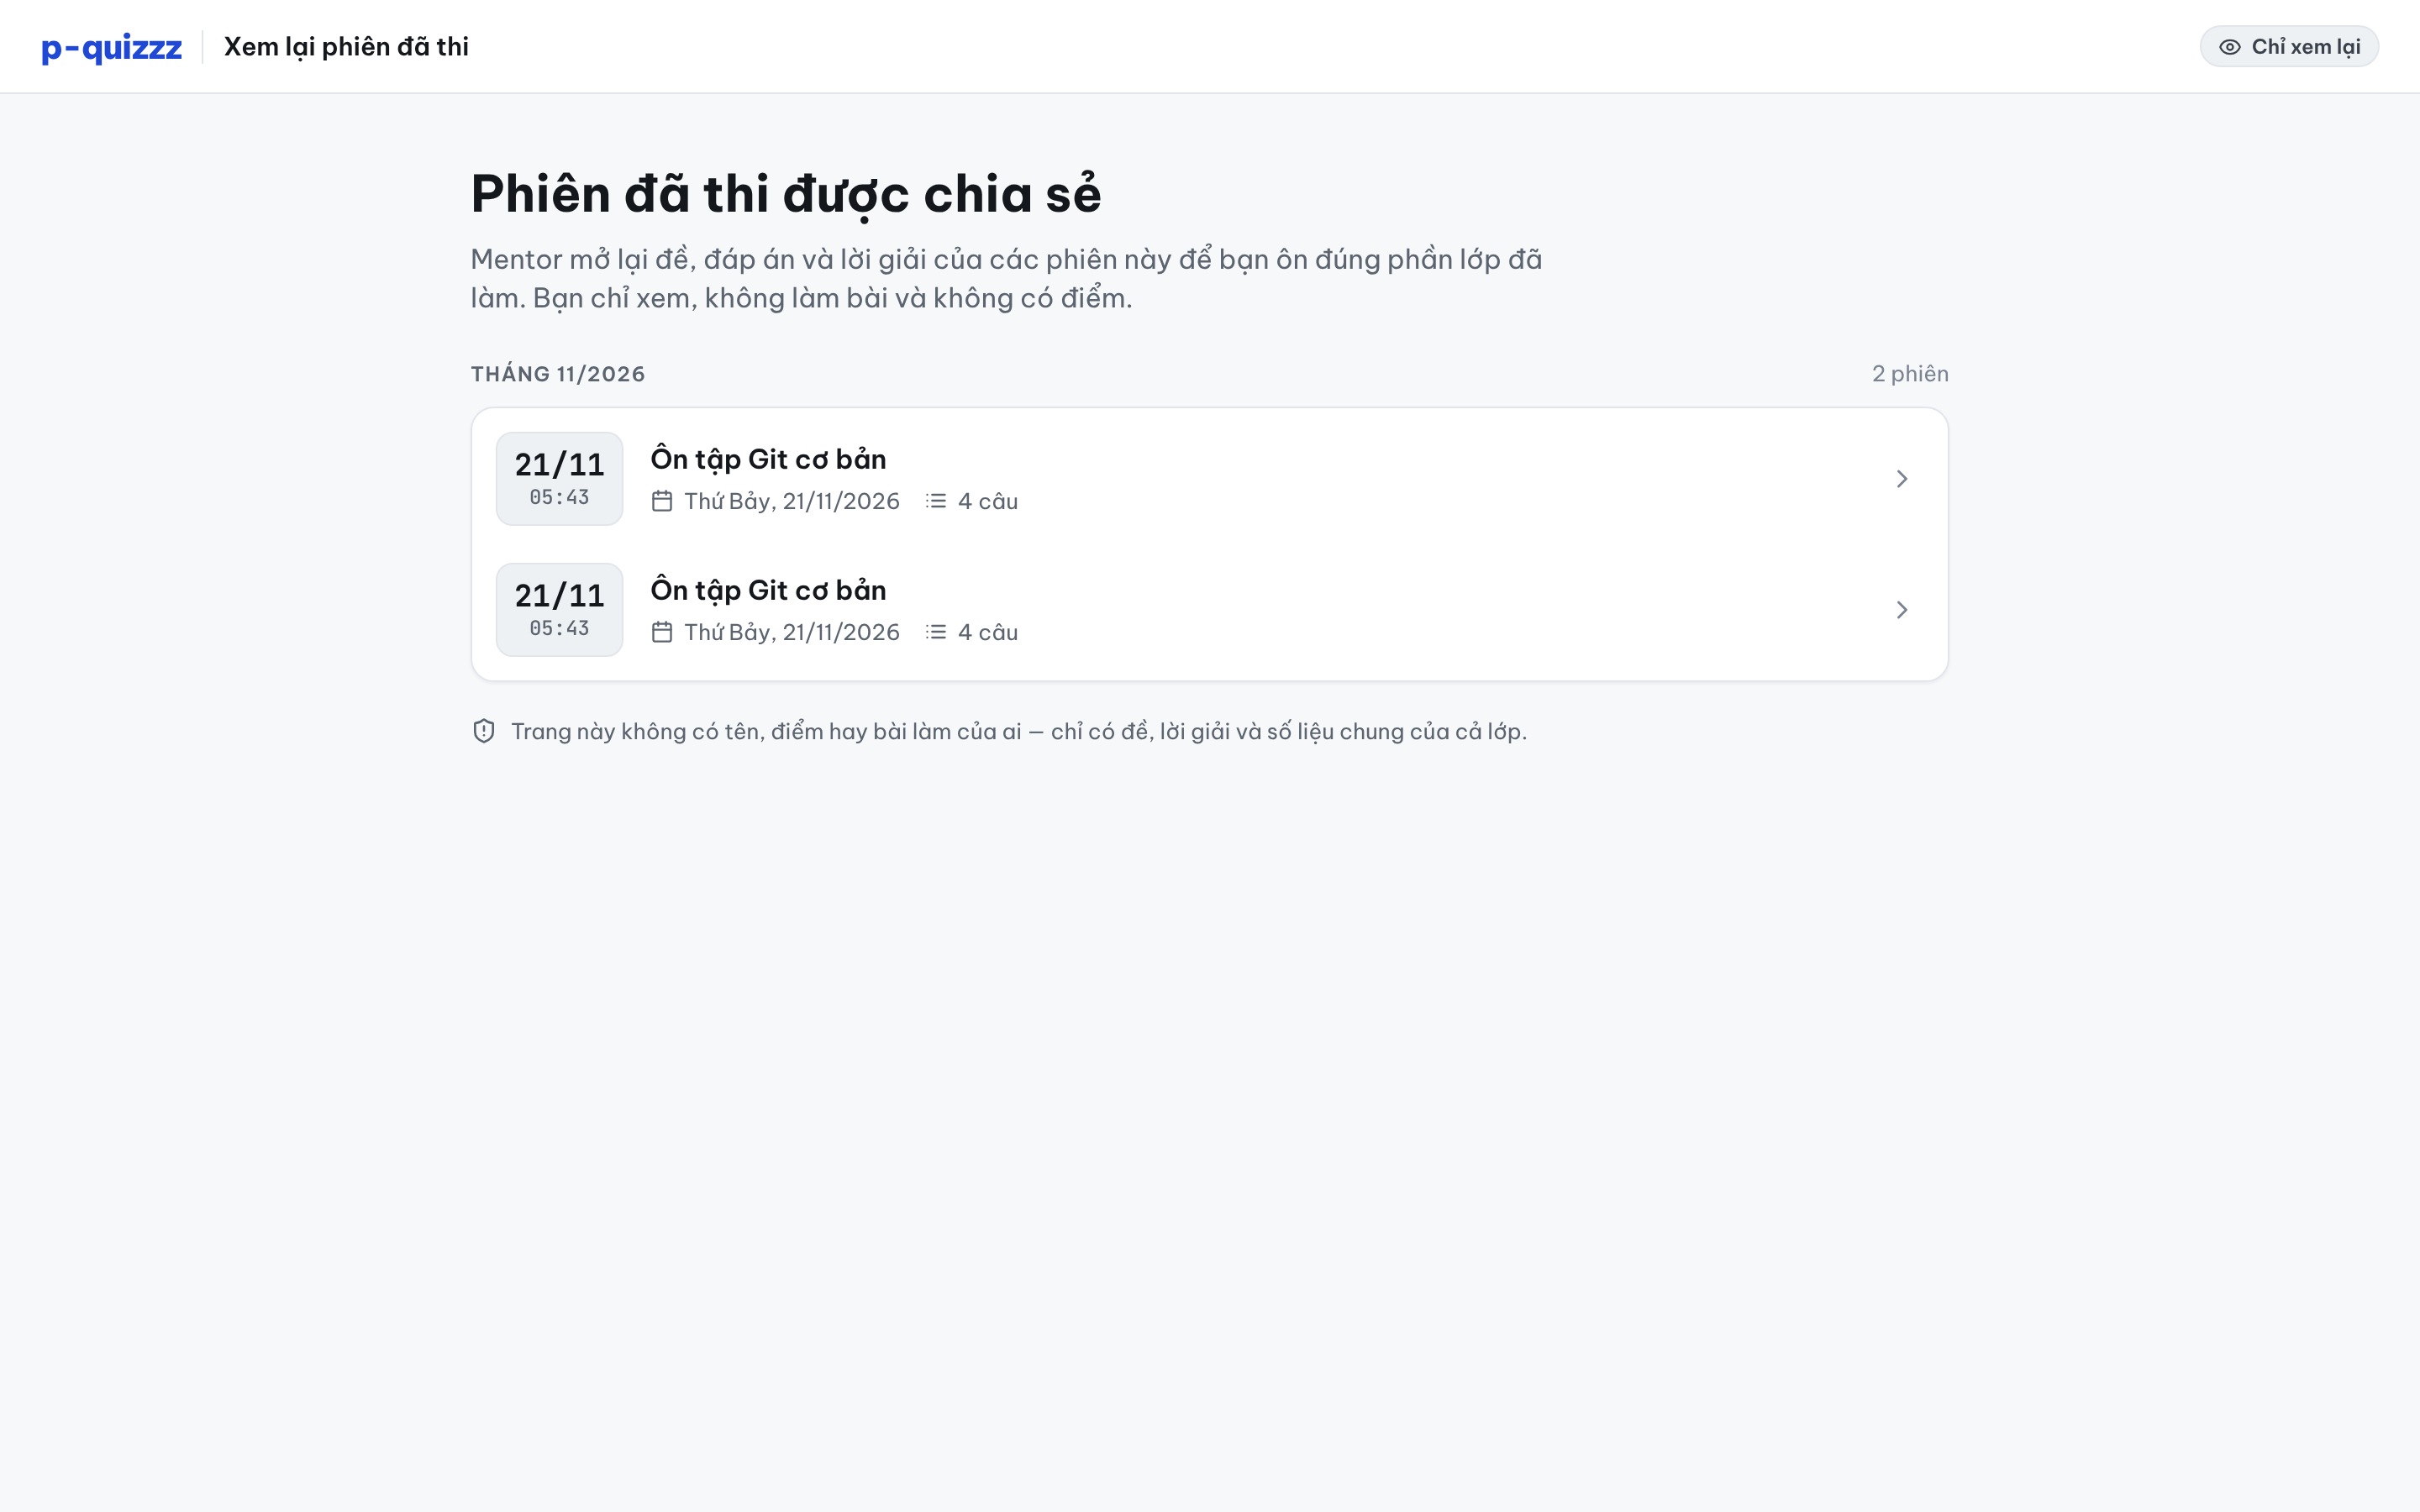 p-quizzz
Xem lại phiên đã thi
Chỉ xem lại
Phiên đã thi được chia sẻ
Mentor mở lại đề, đáp án và lời giải của các phiên này để bạn ôn đúng phần lớp đã
làm. Bạn chỉ xem, không làm bài và không có điểm.
THÁNG 11/2026
2 phiên
21/11
05:43
Ôn tập Git cơ bản
Thứ Bảy, 21/11/2026
4 câu
21/11
05:43
Ôn tập Git cơ bản
Thứ Bảy, 21/11/2026
4 câu
Trang này không có tên, điểm hay bài làm của ai — chỉ có đề, lời giải và số liệu chung của cả lớp.